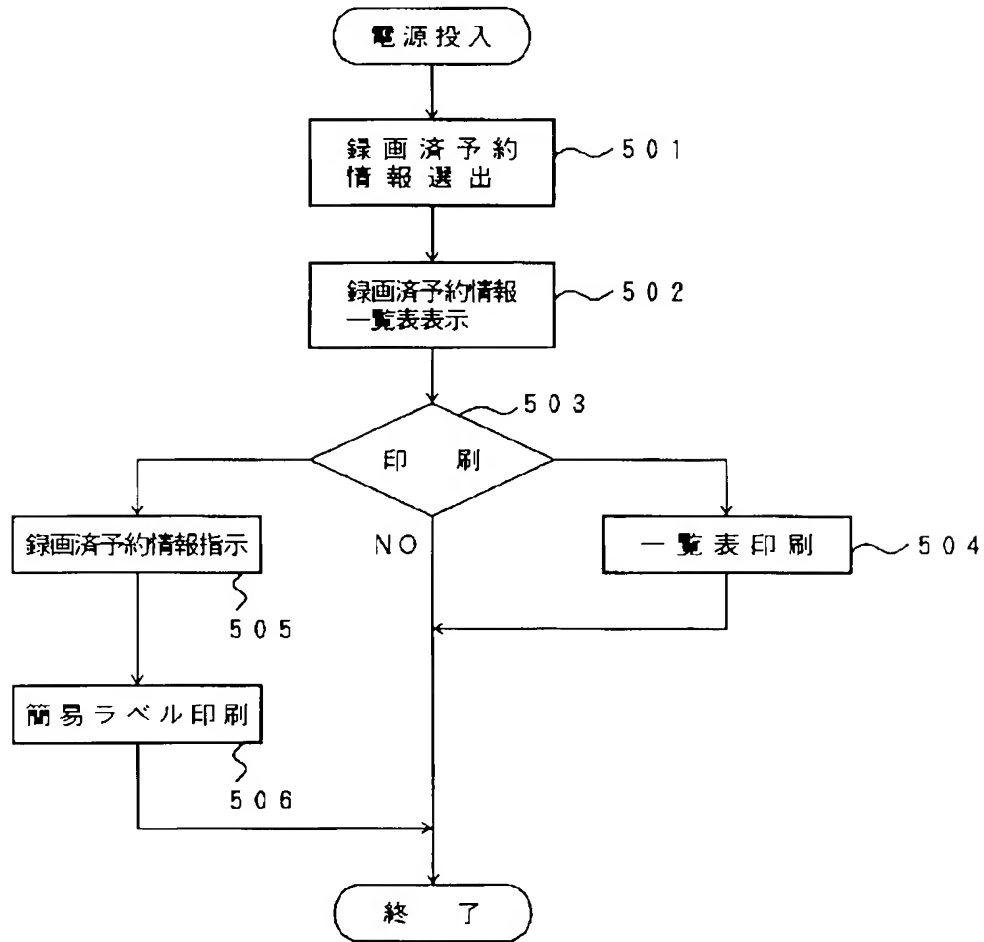 電源投入
録画済予約
情報選出
501
録画済予約情報
一覧表表示
502
503
印刷
録画済予約情報指示
NO
一覧表印刷
504
505
簡易ラベル印刷
506
終了